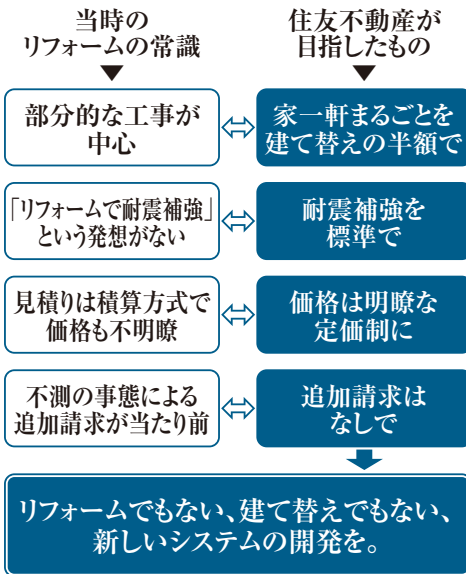 当時の
リフォームの常識
住友不動産が
目指したもの
部分的な工事が
中心
家一軒まるごとを
建て替えの半額で
「リフォームで耐震補強」
という発想がない
耐震補強を
標準で
見積りは積算方式で
価格も不明瞭
価格は明瞭な
定価制に
不測の事態による
追加請求が当たり前
追加請求は
なしで
リフォームでもない、建て替えでもない、
新しいシステムの開発を。